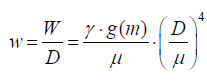 w = W/D = γ · g(m)/μ · (D/μ)^4